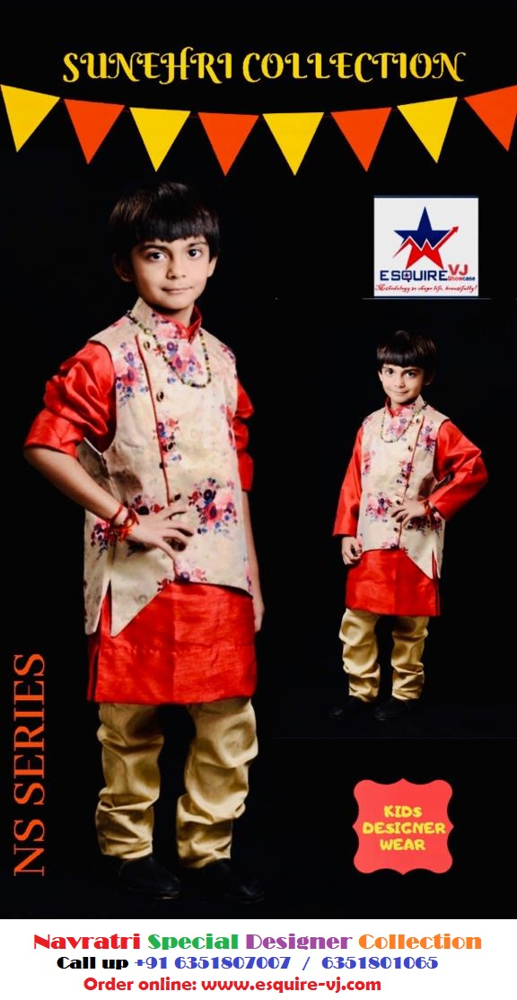 SUNEHRI COLLECTION
ESQUIRE VJ
Showcase
Methodology to shape life, beautifully!
NS SERIES
KIDS
DESIGNER
WEAR
Navratri Special Designer Collection
Call up +91 6351807007 / 6351801065
Order online: www.esquire-vj.com